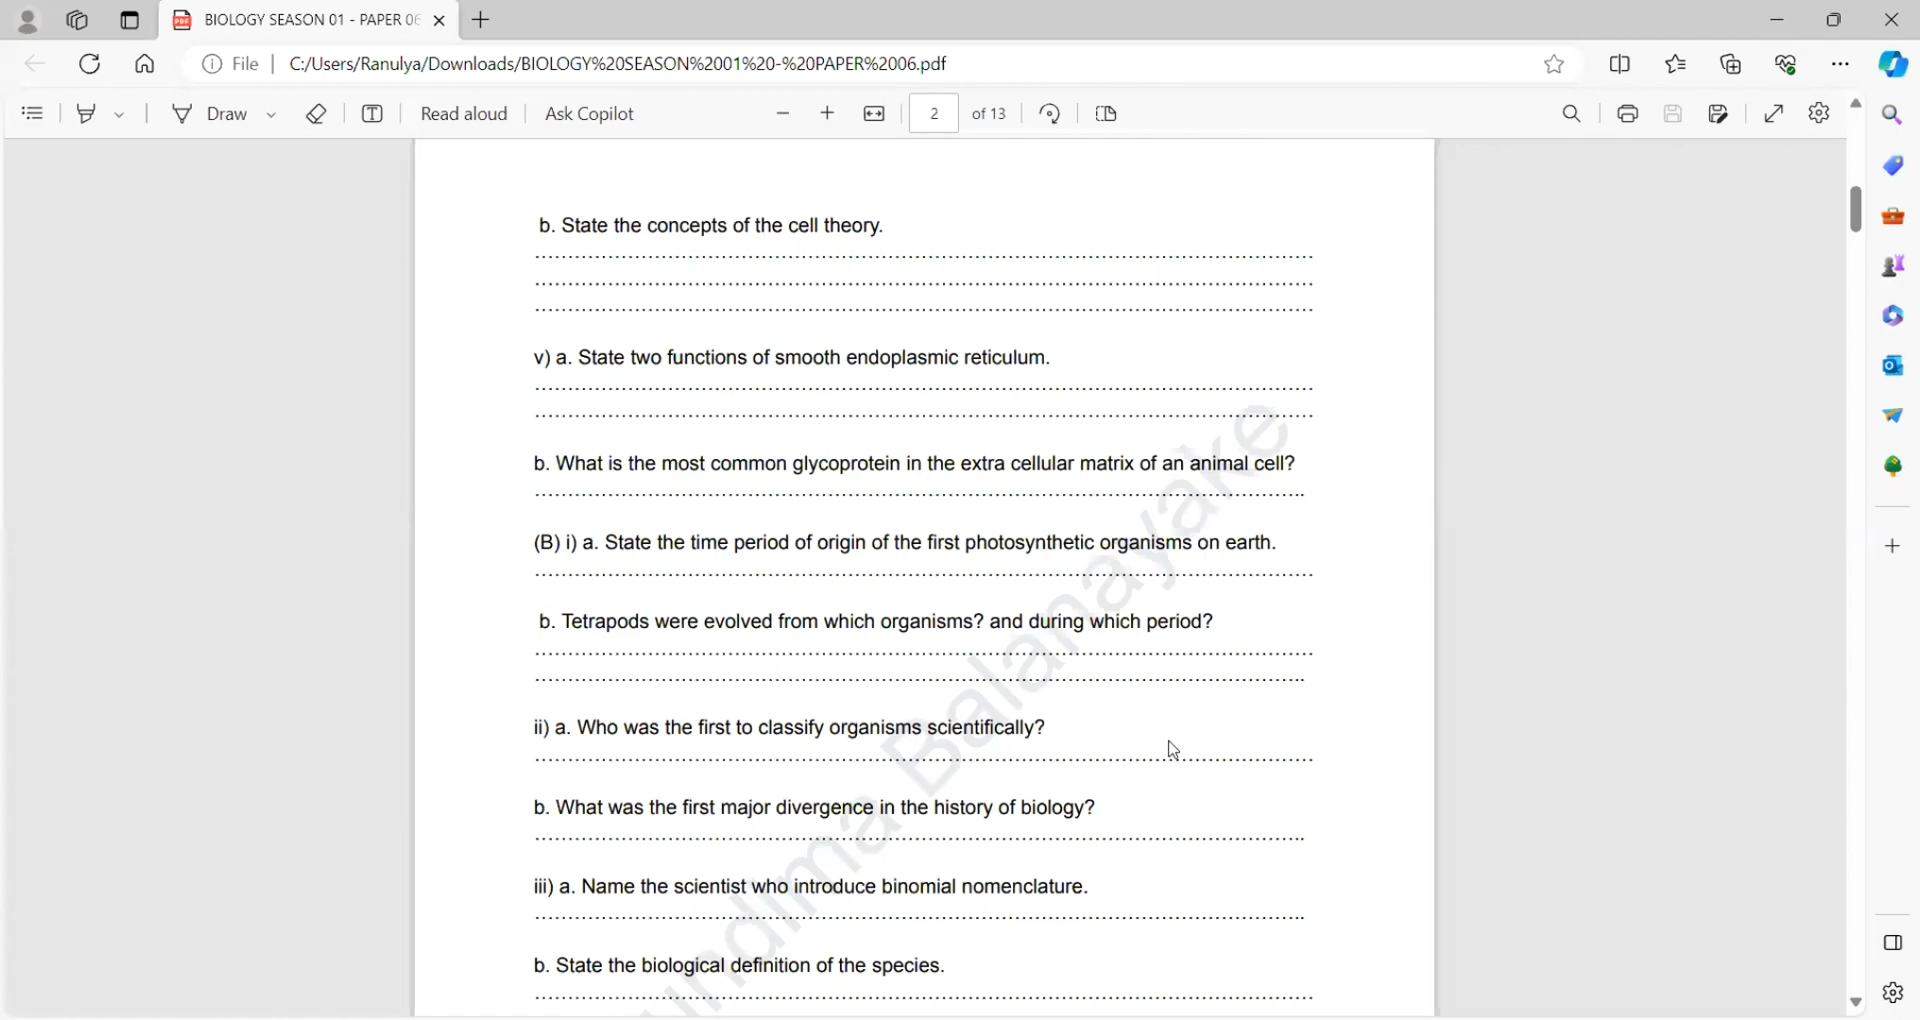 BIOLOGY SEASON 01 - PAPER 06
File
C:/Users/Ranulya/Downloads/BIOLOGY%20SEASON%2001%20-%20PAPER%2006.pdf
Draw
Read aloud
Ask Copilot
2 of 13
b. State the concepts of the cell theory.
v) a. State two functions of smooth endoplasmic reticulum.
b. What is the most common glycoprotein in the extra cellular matrix of an animal cell?
(B) i) a. State the time period of origin of the first photosynthetic organisms on earth.
b. Tetrapods were evolved from which organisms? and during which period?
ii) a. Who was the first to classify organisms scientifically?
b. What was the first major divergence in the history of biology?
iii) a. Name the scientist who introduce binomial nomenclature.
b. State the biological definition of the species.
Balanayake